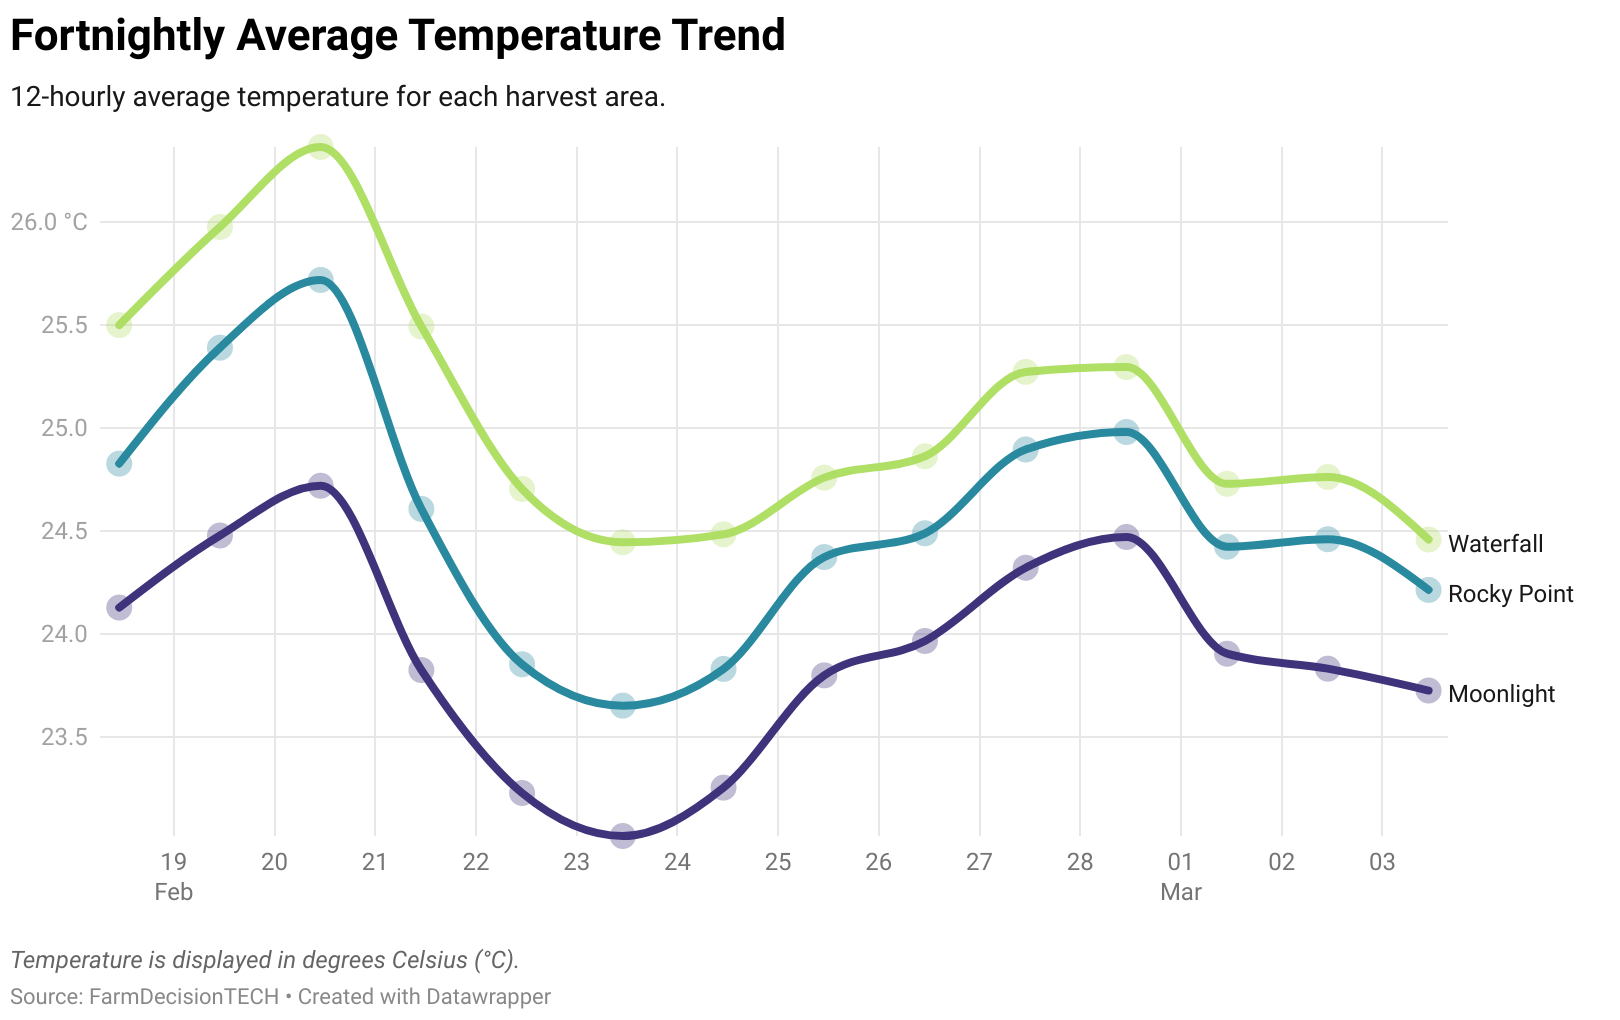 Fortnightly Average Temperature Trend
12-hourly average temperature for each harvest area.
26.0 °C
25.5
25.0
24.5
24.0
23.5
Waterfall
Rocky Point
Moonlight
19 20 21 22 23 24 25 26 27 28 01 02 03
Feb Mar
Temperature is displayed in degrees Celsius (°C).
Source: FarmDecisionTECH • Created with Datawrapper